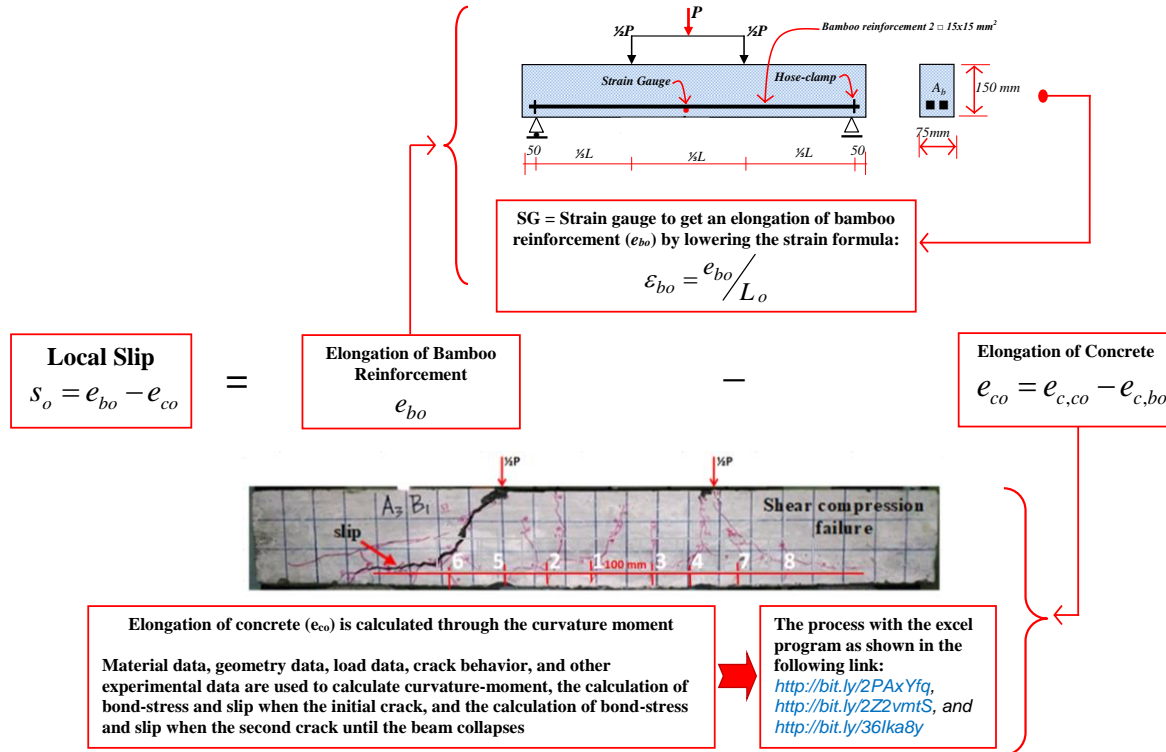 P
½P
½P
Bamboo reinforcement 2 □ 15x15 mm²
Strain Gauge
Hose-clamp
A_b
150 mm
75mm
50
⅓L
⅓L
⅓L
50
SG = Strain gauge to get an elongation of bamboo
reinforcement (e_bo) by lowering the strain formula:
ε_bo = e_bo / L_o
Local Slip
s_o = e_bo − e_co
=
Elongation of Bamboo
Reinforcement
e_bo
−
Elongation of Concrete
e_co = e_c,co − e_c,bo
½P
½P
A3 B1
Shear compression
failure
slip
6 5 2 1 100 mm 3 4 7 8
Elongation of concrete (e_co) is calculated through the curvature moment
Material data, geometry data, load data, crack behavior, and other
experimental data are used to calculate curvature-moment, the calculation of
bond-stress and slip when the initial crack, and the calculation of bond-stress
and slip when the second crack until the beam collapses
The process with the excel
program as shown in the
following link:
http://bit.ly/2PAxYfq,
http://bit.ly/2Z2vmtS, and
http://bit.ly/36Ika8y